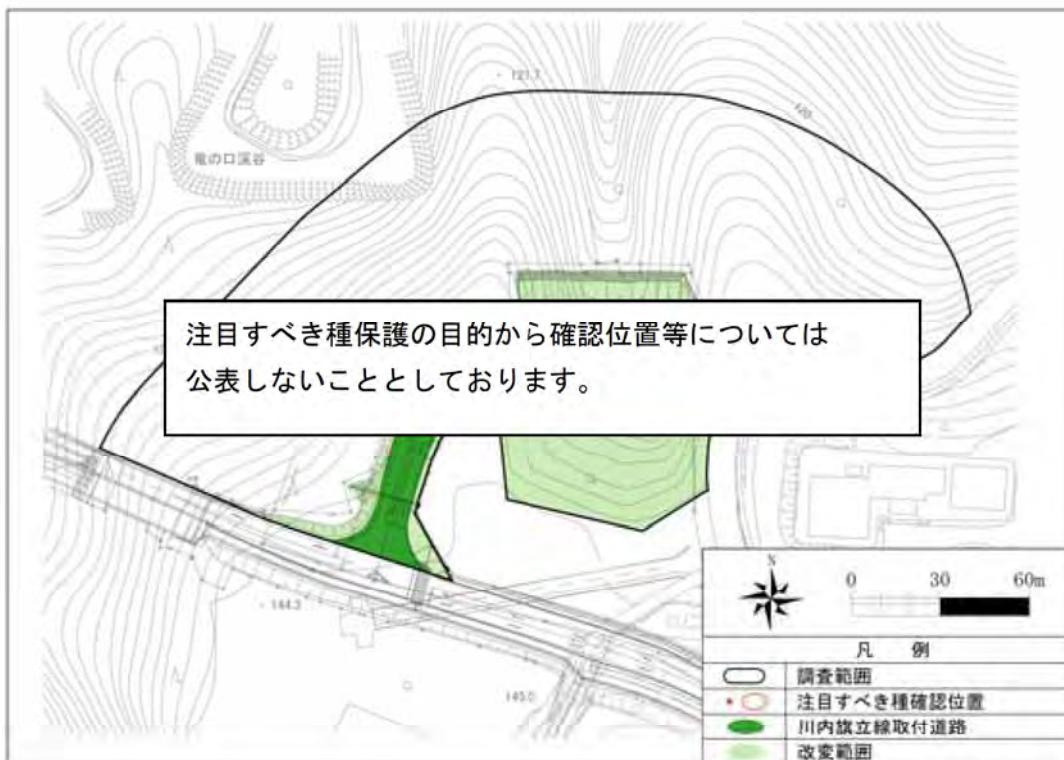 ・121.7
120
竜の口渓谷
注目すべき種保護の目的から確認位置等については
公表しないこととしております。
・144.3
145.0
N
0 30 60m
凡 例
調査範囲
注目すべき種確認位置
川内旗立線取付道路
改変範囲